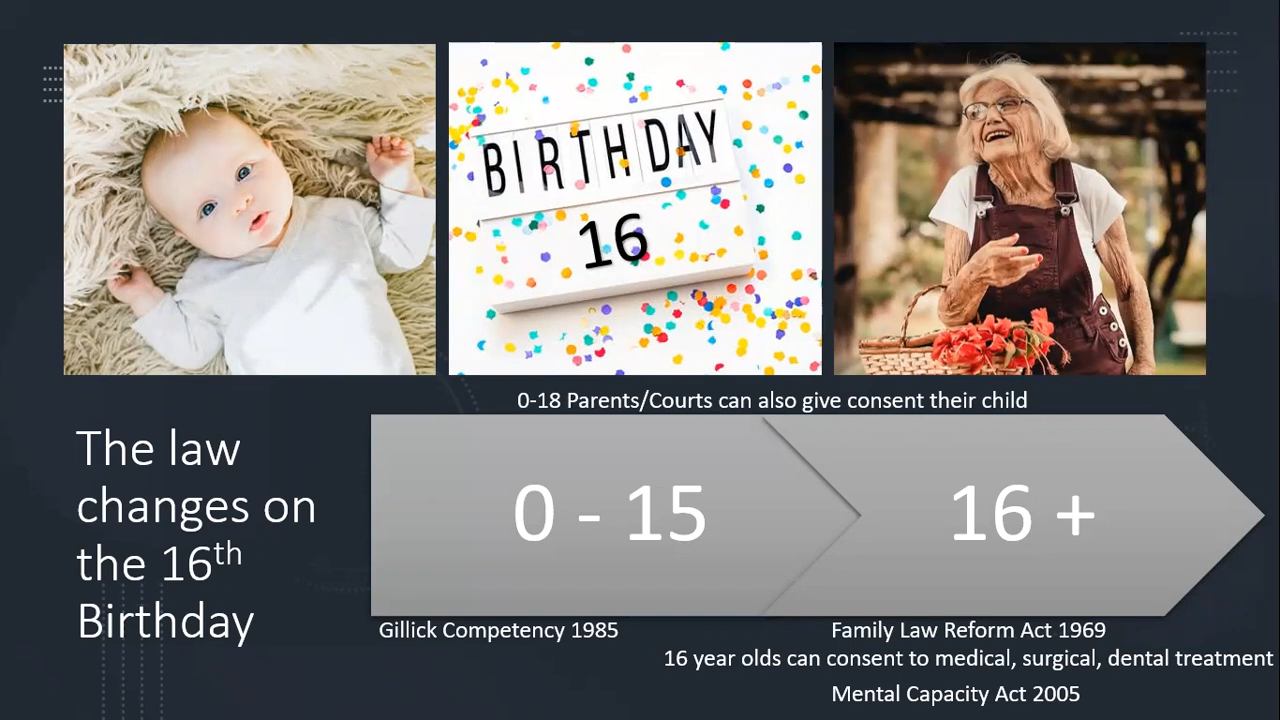 BIRTHDAY
16
0-18 Parents/Courts can also give consent their child
The law
changes on
the 16th
Birthday
0 - 15
16 +
Gillick Competency 1985
Family Law Reform Act 1969
16 year olds can consent to medical, surgical, dental treatment
Mental Capacity Act 2005